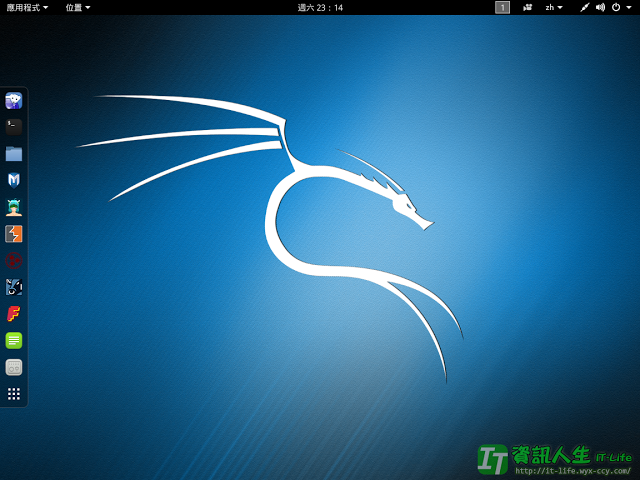 應用程式 位置 週六 23：14 1 zh
IT 資訊人生 iT-Life
http://it-life.wyx-ccy.com/